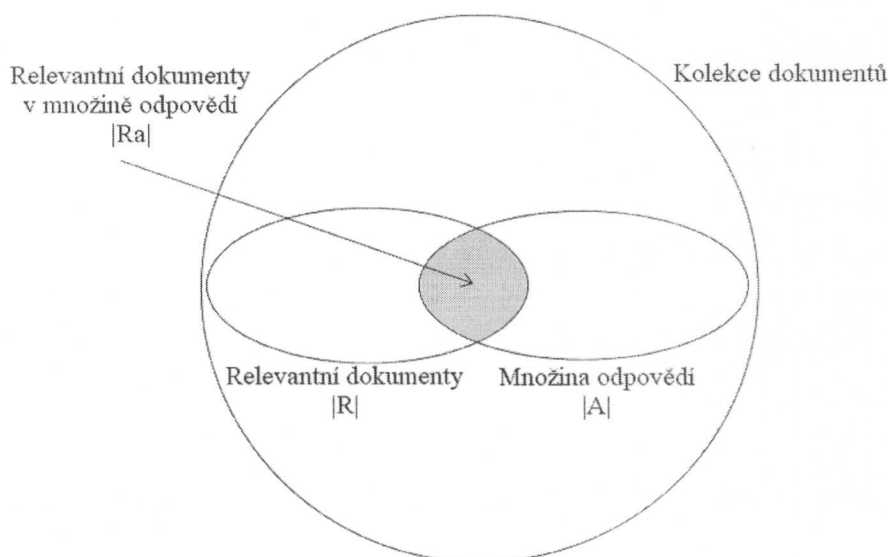 Relevantní dokumenty
v množině odpovědí
|Ra|
Kolekce dokumentů
Relevantní dokumenty
|R|
Množina odpovědí
|A|